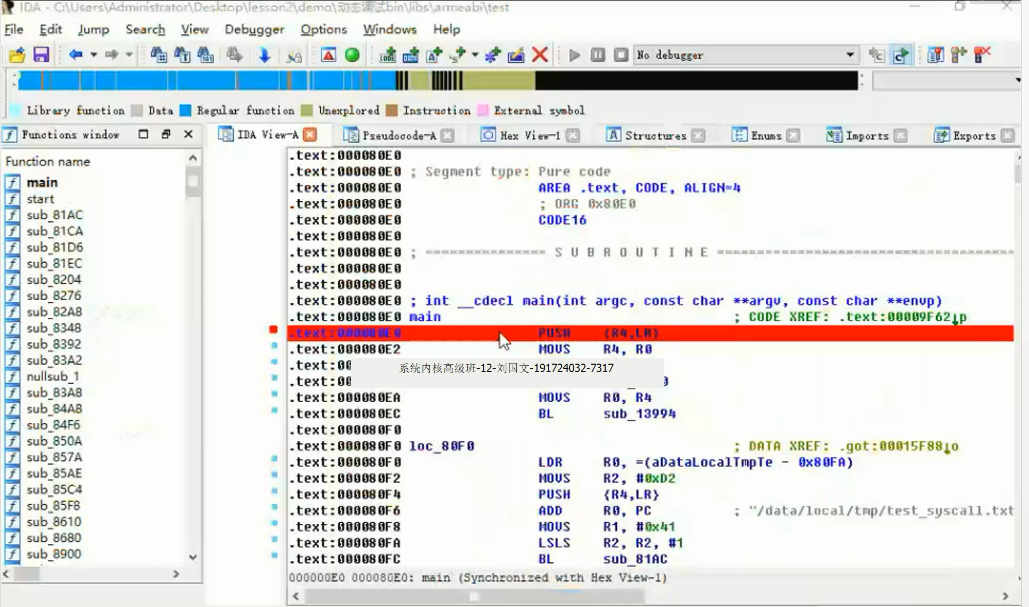 IDA - C:\Users\Administrator\Desktop\lesson2\demo\动态调试bin\libs\armeabi\test
File Edit Jump Search View Debugger Options Windows Help
No debugger
Library function Data Regular function Unexplored Instruction External symbol
Functions window
IDA View-A Pseudocode-A Hex View-1 Structures Enums Imports Exports
Function name
main
start
sub_81AC
sub_81CA
sub_81D6
sub_81EC
sub_8204
sub_8276
sub_82A8
sub_8348
sub_8392
sub_83A2
nullsub_1
sub_83A8
sub_84A8
sub_84F6
sub_850A
sub_857A
sub_85AE
sub_85C4
sub_85F8
sub_8610
sub_8680
sub_8900
.text:000080E0
.text:000080E0 ; Segment type: Pure code
.text:000080E0 AREA .text, CODE, ALIGN=4
.text:000080E0 ; ORG 0x80E0
.text:000080E0 CODE16
.text:000080E0
.text:000080E0 ; =============== S U B R O U T I N E =======================================
.text:000080E0
.text:000080E0
.text:000080E0 ; int __cdecl main(int argc, const char **argv, const char **envp)
.text:000080E0 main ; CODE XREF: .text:00009F62↓p
.text:000080E0 PUSH {R4,LR}
.text:000080E2 MOVS R4, R0
.text:00
系统内核高级班-12-刘国文-191724032-7317
.text:00
.text:000080EA MOVS R0, R4
.text:000080EC BL sub_13994
.text:000080F0
.text:000080F0 loc_80F0 ; DATA XREF: .got:00015F88↓o
.text:000080F0 LDR R0, =(aDataLocalTmpTe - 0x80FA)
.text:000080F2 MOVS R2, #0xD2
.text:000080F4 PUSH {R4,LR}
.text:000080F6 ADD R0, PC ; "/data/local/tmp/test_syscall.txt
.text:000080F8 MOVS R1, #0x41
.text:000080FA LSLS R2, R2, #1
.text:000080FC BL sub_81AC
000000E0 000080E0: main (Synchronized with Hex View-1)